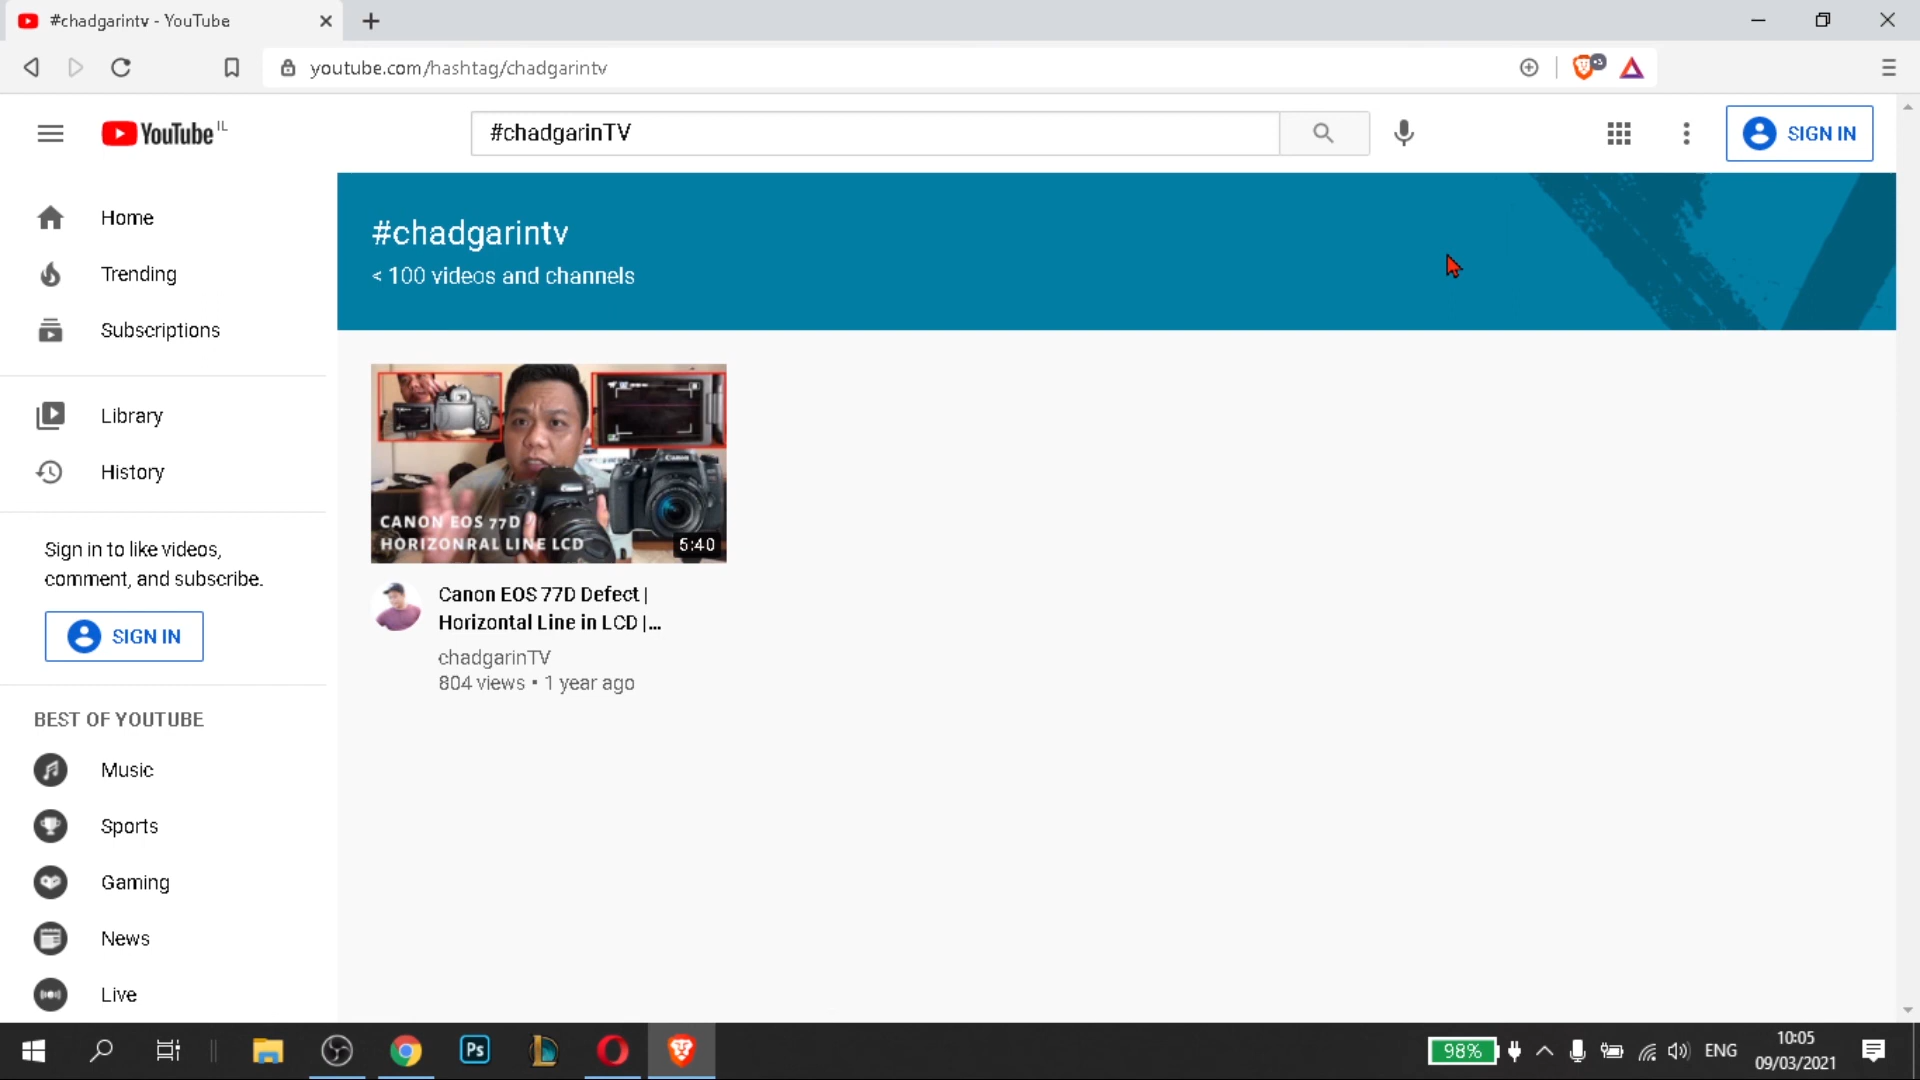 #chadgarintv - YouTube
youtube.com/hashtag/chadgarintv
YouTube IL
#chadgarinTV
SIGN IN
#chadgarintv
< 100 videos and channels
Home
Trending
Subscriptions
Library
History
Sign in to like videos,
comment, and subscribe.
SIGN IN
BEST OF YOUTUBE
Music
Sports
Gaming
News
Live
Canon
CANON EOS 77D
HORIZONRAL LINE LCD
5:40
Canon EOS 77D Defect |
Horizontal Line in LCD |...
chadgarinTV
804 views • 1 year ago
Ps
98%
ENG
10:05
09/03/2021